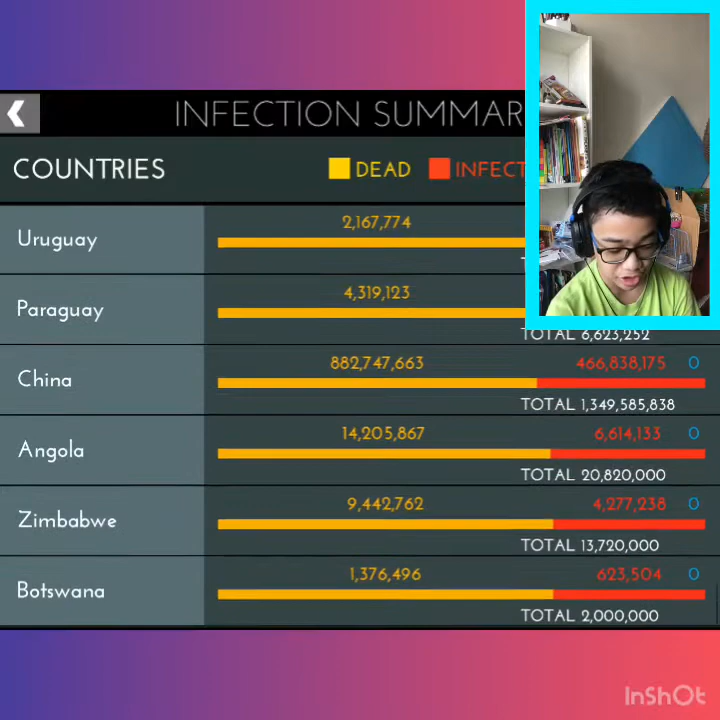 INFECTION SUMMAR
COUNTRIES DEAD INFECT
Uruguay 2,167,774
Paraguay 4,319,123
TOTAL 6,623,252
China 882,747,663 466,838,175 0
TOTAL 1,349,585,838
Angola 14,205,867 6,614,133 0
TOTAL 20,820,000
Zimbabwe 9,442,762 4,277,238 0
TOTAL 13,720,000
Botswana 1,376,496 623,504 0
TOTAL 2,000,000
InShOt